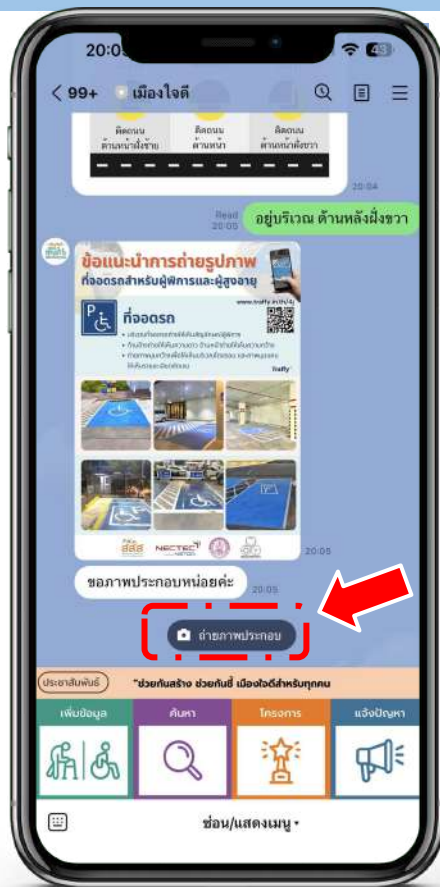 20:0
43
99+
เมืองใจดี
ติดถนน
ด้านหน้าฝั่งซ้าย
ติดถนน
ด้านหน้า
ติดถนน
ด้านหน้าฝั่งขวา
20:04
Read
20:05
อยู่บริเวณ ด้านหลังฝั่งขวา
ข้อแนะนำการถ่ายรูปภาพ
ที่จอดรถสำหรับผู้พิการและผู้สูงอายุ
P
ที่จอดรถ
Traffy
สสส
NECTEC
20:05
ขอภาพประกอบหน่อยค่ะ
20:05
ถ่ายภาพประกอบ
ประชาสัมพันธ์
"ช่วยกันสร้าง ช่วยกันชี้ เมืองใจดีสำหรับทุกคน
เพิ่มข้อมูล
ค้นหา
โครงการ
แจ้งปัญหา
ซ่อน/แสดงเมนู